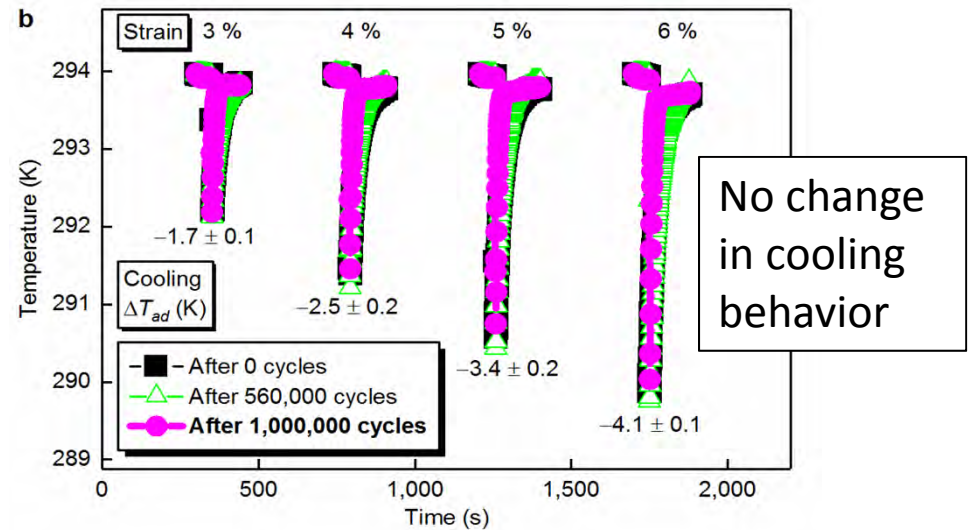 b
Strain 3 % 4 % 5 % 6 %
294
293
292
291
290
289
Temperature (K)
−1.7 ± 0.1
−2.5 ± 0.2
−3.4 ± 0.2
−4.1 ± 0.1
Cooling
ΔTad (K)
After 0 cycles
After 560,000 cycles
After 1,000,000 cycles
0 500 1,000 1,500 2,000
Time (s)
No change
in cooling
behavior